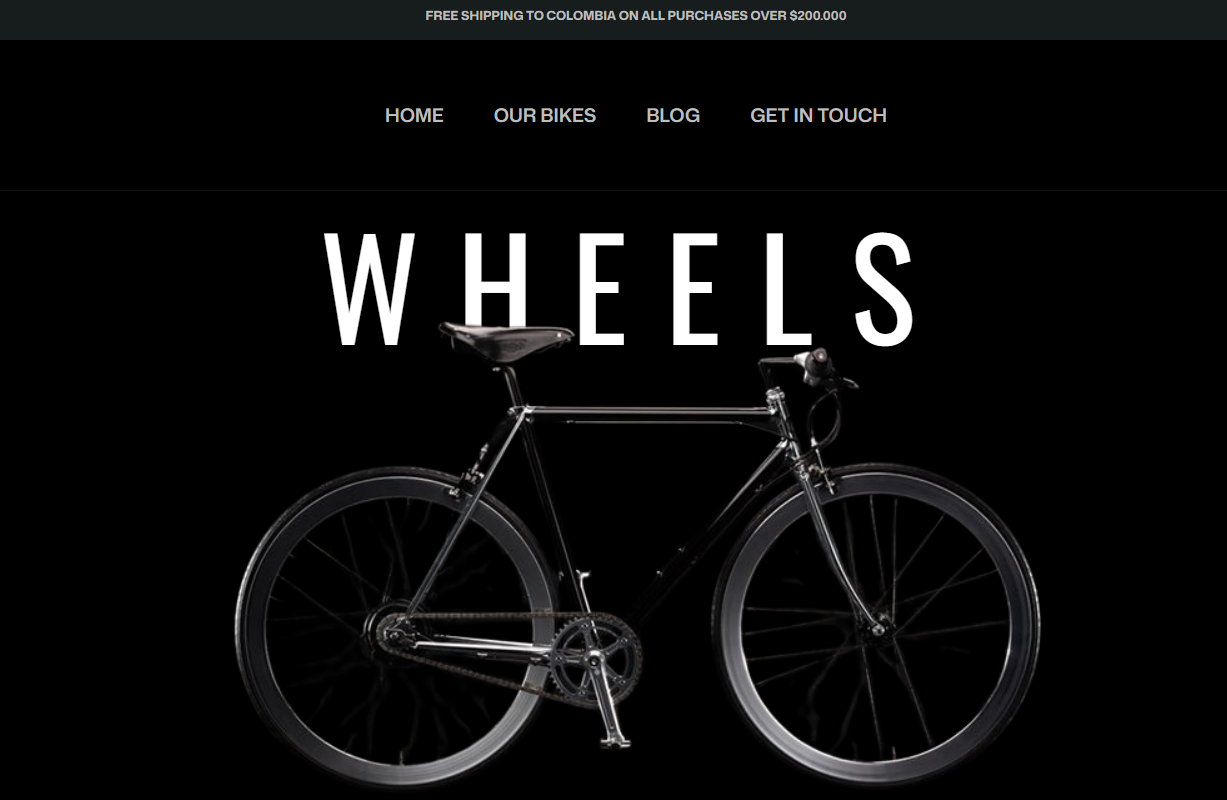 FREE SHIPPING TO COLOMBIA ON ALL PURCHASES OVER $200.000
HOME OUR BIKES BLOG GET IN TOUCH
WHEELS